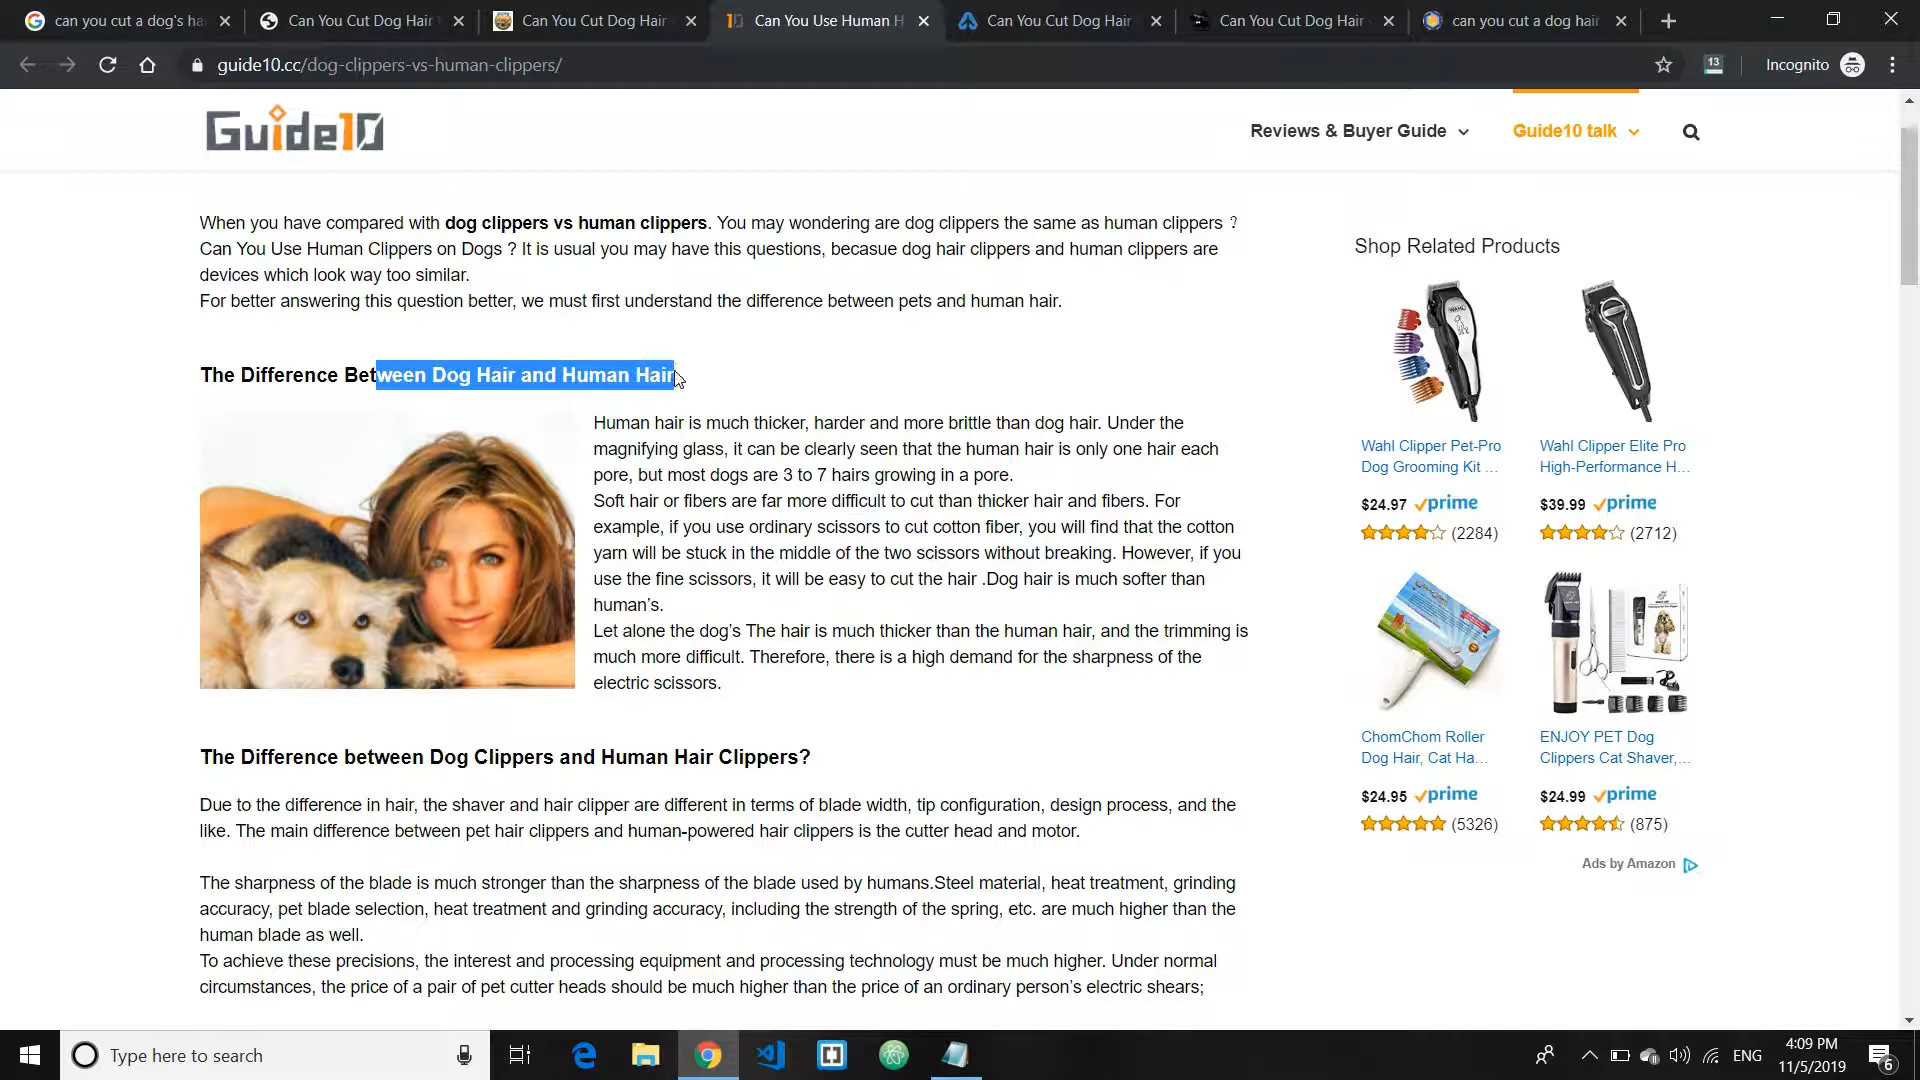 can you cut a dog's ha
Can You Cut Dog Hair
Can You Cut Dog Hair
Can You Use Human H
Can You Cut Dog Hair
Can You Cut Dog Hair
can you cut a dog hair
guide10.cc/dog-clippers-vs-human-clippers/
13
Incognito
Guide10
Reviews & Buyer Guide
Guide10 talk
When you have compared with dog clippers vs human clippers. You may wondering are dog clippers the same as human clippers ?
Can You Use Human Clippers on Dogs ? It is usual you may have this questions, becasue dog hair clippers and human clippers are
devices which look way too similar.
For better answering this question better, we must first understand the difference between pets and human hair.
The Difference Between Dog Hair and Human Hair
Human hair is much thicker, harder and more brittle than dog hair. Under the
magnifying glass, it can be clearly seen that the human hair is only one hair each
pore, but most dogs are 3 to 7 hairs growing in a pore.
Soft hair or fibers are far more difficult to cut than thicker hair and fibers. For
example, if you use ordinary scissors to cut cotton fiber, you will find that the cotton
yarn will be stuck in the middle of the two scissors without breaking. However, if you
use the fine scissors, it will be easy to cut the hair .Dog hair is much softer than
human's.
Let alone the dog's The hair is much thicker than the human hair, and the trimming is
much more difficult. Therefore, there is a high demand for the sharpness of the
electric scissors.
The Difference between Dog Clippers and Human Hair Clippers?
Due to the difference in hair, the shaver and hair clipper are different in terms of blade width, tip configuration, design process, and the
like. The main difference between pet hair clippers and human-powered hair clippers is the cutter head and motor.
The sharpness of the blade is much stronger than the sharpness of the blade used by humans.Steel material, heat treatment, grinding
accuracy, pet blade selection, heat treatment and grinding accuracy, including the strength of the spring, etc. are much higher than the
human blade as well.
To achieve these precisions, the interest and processing equipment and processing technology must be much higher. Under normal
circumstances, the price of a pair of pet cutter heads should be much higher than the price of an ordinary person's electric shears;
Shop Related Products
WAHL
Wahl Clipper Pet-Pro
Dog Grooming Kit ...
$24.97 prime
(2284)
Wahl Clipper Elite Pro
High-Performance H...
$39.99 prime
(2712)
ChomChom Roller
Dog Hair, Cat Ha...
$24.95 prime
(5326)
ENJOY PET Dog
Clippers Cat Shaver,...
$24.99 prime
(875)
Ads by Amazon
Type here to search
ENG
4:09 PM
11/5/2019
6